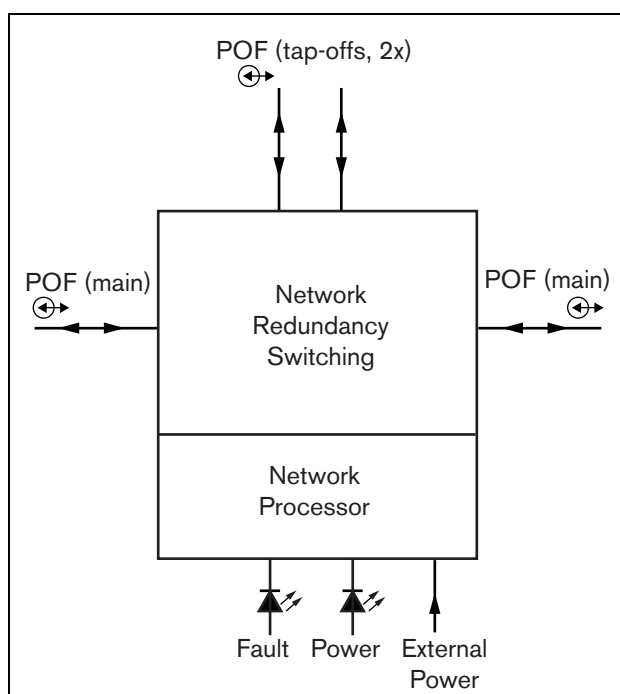 POF (tap-offs, 2x)
POF (main)
POF (main)
Network
Redundancy
Switching
Network
Processor
Fault
Power
External
Power